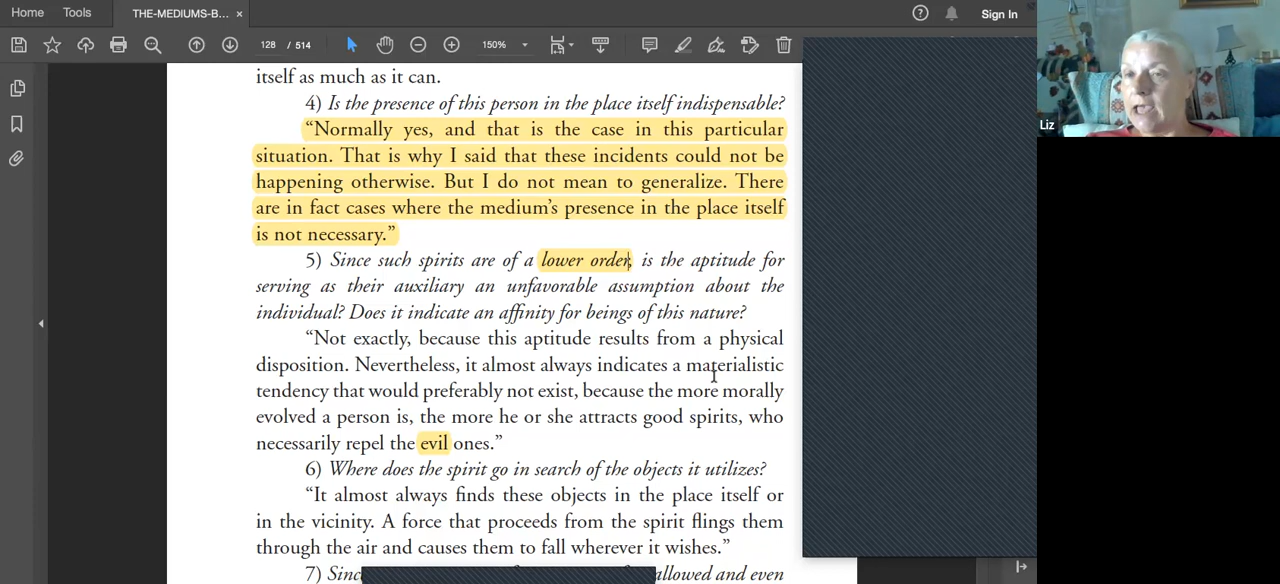 Home Tools THE-MEDIUMS-B... × Sign In
128 / 514 150%
itself as much as it can.
4) Is the presence of this person in the place itself indispensable?
“Normally yes, and that is the case in this particular
situation. That is why I said that these incidents could not be
happening otherwise. But I do not mean to generalize. There
are in fact cases where the medium’s presence in the place itself
is not necessary.”
5) Since such spirits are of a lower order, is the aptitude for
serving as their auxiliary an unfavorable assumption about the
individual? Does it indicate an affinity for beings of this nature?
“Not exactly, because this aptitude results from a physical
disposition. Nevertheless, it almost always indicates a materialistic
tendency that would preferably not exist, because the more morally
evolved a person is, the more he or she attracts good spirits, who
necessarily repel the evil ones.”
6) Where does the spirit go in search of the objects it utilizes?
“It almost always finds these objects in the place itself or
in the vicinity. A force that proceeds from the spirit flings them
through the air and causes them to fall wherever it wishes.”
7) Sinc allowed and even
Liz